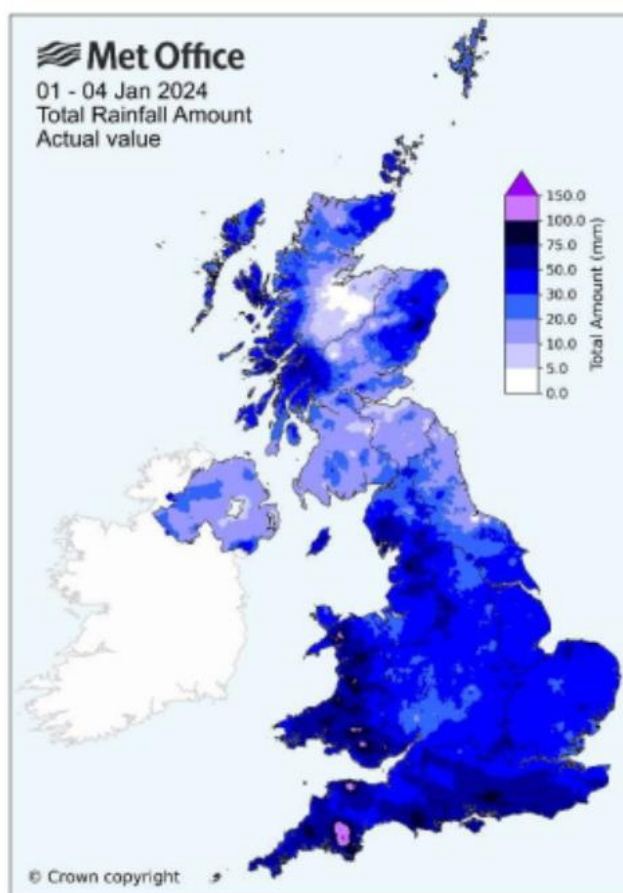 Met Office
01 - 04 Jan 2024
Total Rainfall Amount
Actual value
150.0
100.0
75.0
50.0
30.0
20.0
10.0
5.0
0.0
Total Amount (mm)
© Crown copyright